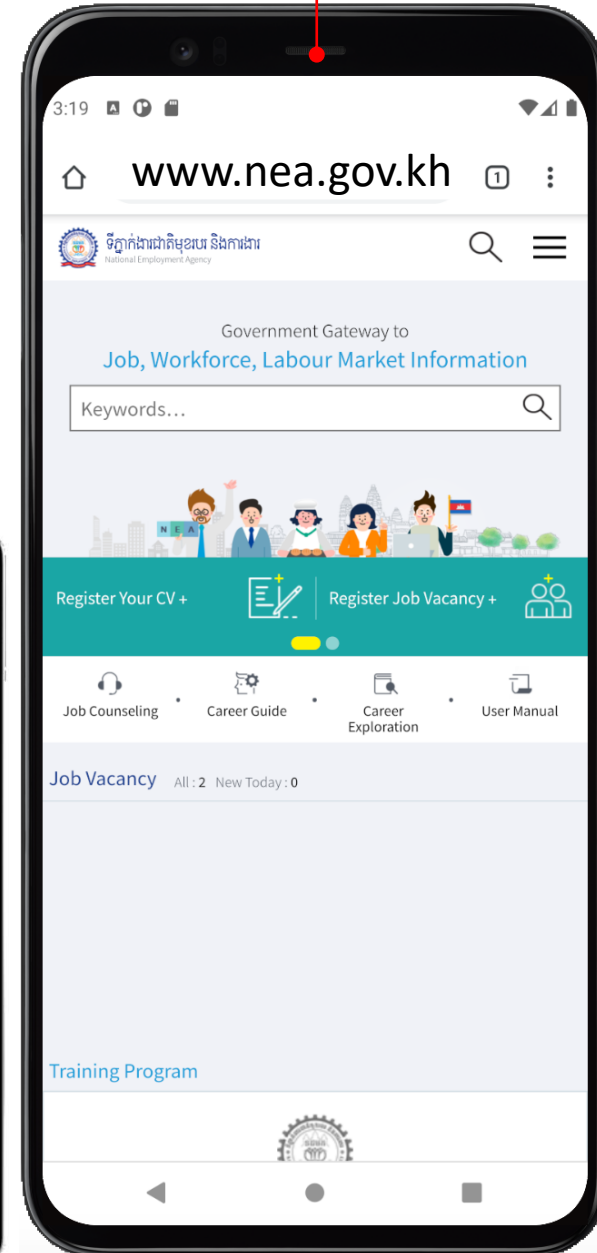 3:19
www.nea.gov.kh
1
ទីភ្នាក់ងារជាតិមុខរបរ និងការងារ
National Employment Agency
Government Gateway to
Job, Workforce, Labour Market Information
Keywords...
NEA
Register Your CV +
Register Job Vacancy +
Job Counseling
Career Guide
Career
Exploration
User Manual
Job Vacancy All : 2 New Today : 0
Training Program